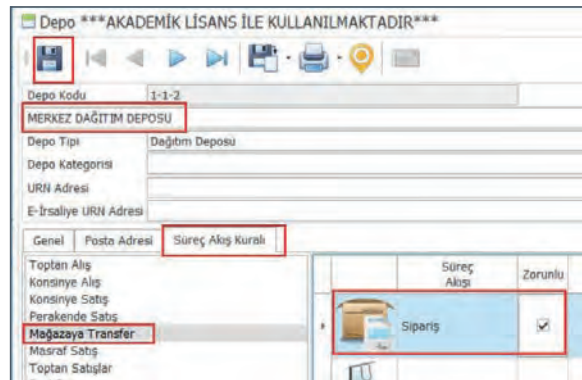 Depo ***AKADEMİK LİSANS İLE KULLANILMAKTADIR***
Depo Kodu 1-1-2
MERKEZ DAĞITIM DEPOSU
Depo Tipi Dağıtım Deposu
Depo Kategorisi
URN Adresi
E-İrsaliye URN Adresi
Genel Posta Adresi Süreç Akış Kuralı
Toptan Alış
Konsinye Alış
Konsinye Satış
Perakende Satış
Mağazaya Transfer
Masraf Satış
Toptan Satışlar
Süreç Akışı Zorunlu
Sipariş